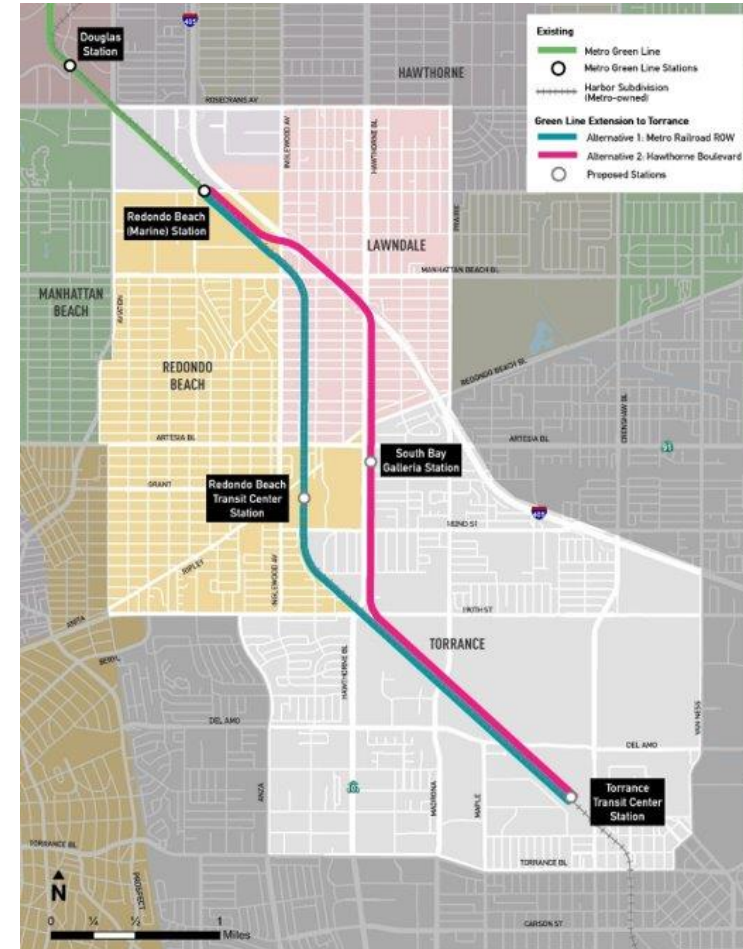 405
Douglas
Station
HAWTHORNE
ROSECRANS AV
Existing
Metro Green Line
Metro Green Line Stations
Harbor Subdivision
(Metro-owned)
Green Line Extension to Torrance
Alternative 1: Metro Railroad ROW
Alternative 2: Hawthorne Boulevard
Proposed Stations
INGLEWOOD AV
HAWTHORNE BL
PRAIRIE
Redondo Beach
(Marine) Station
LAWNDALE
MANHATTAN BEACH BL
MANHATTAN
BEACH
AVIATION
REDONDO
BEACH
REDONDO BEACH BL
CRENSHAW BL
ARTESIA BL
ARTESIA BL
91
South Bay
Galleria Station
GRANT
Redondo Beach
Transit Center
Station
405
182ND ST
RIPLEY
INGLEWOOD AV
190TH ST
ANITA
BERYL
TORRANCE
HAWTHORNE BL
DEL AMO
DEL AMO
VAN NESS
ANZA
107
MADRONA
MAPLE
Torrance
Transit Center
Station
TORRANCE BL
TORRANCE BL
PROSPECT
CARSON ST
N
0 ¼ ½ 1
Miles